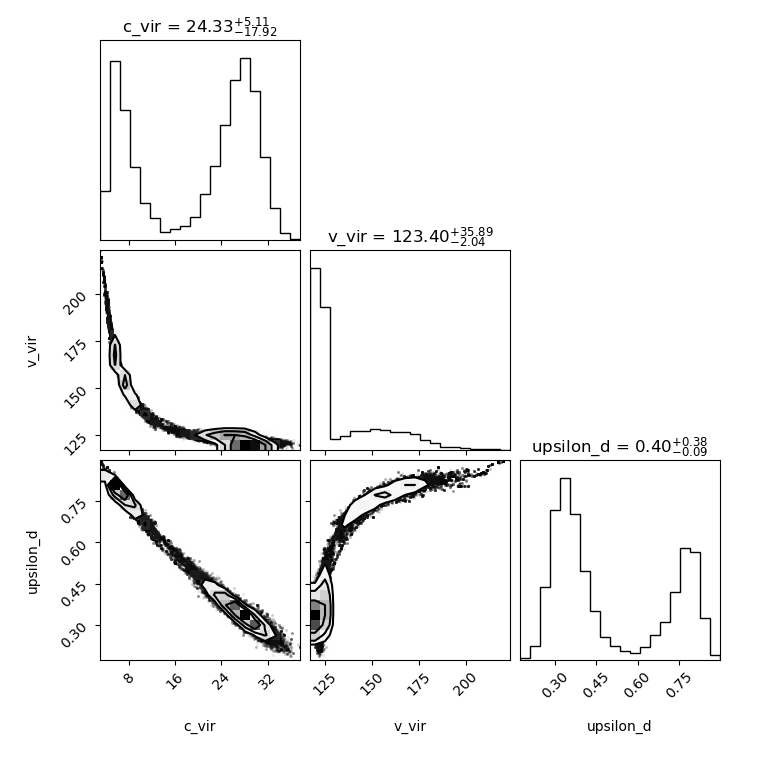 c_vir = 24.33+5.11−17.92
v_vir = 123.40+35.89−2.04
200
175
150
125
v_vir
upsilon_d = 0.40+0.38−0.09
0.75
0.60
0.45
0.30
upsilon_d
8 16 24 32
125 150 175 200
0.30 0.45 0.60 0.75
c_vir
v_vir
upsilon_d